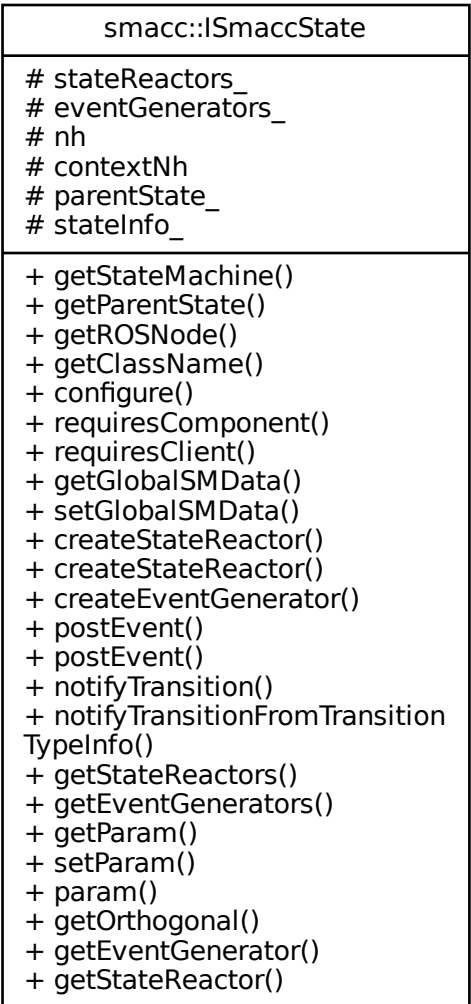 smacc::ISmaccState
# stateReactors_
# eventGenerators_
# nh
# contextNh
# parentState_
# stateInfo_
+ getStateMachine()
+ getParentState()
+ getROSNode()
+ getClassName()
+ configure()
+ requiresComponent()
+ requiresClient()
+ getGlobalSMData()
+ setGlobalSMData()
+ createStateReactor()
+ createStateReactor()
+ createEventGenerator()
+ postEvent()
+ postEvent()
+ notifyTransition()
+ notifyTransitionFromTransition
TypeInfo()
+ getStateReactors()
+ getEventGenerators()
+ getParam()
+ setParam()
+ param()
+ getOrthogonal()
+ getEventGenerator()
+ getStateReactor()